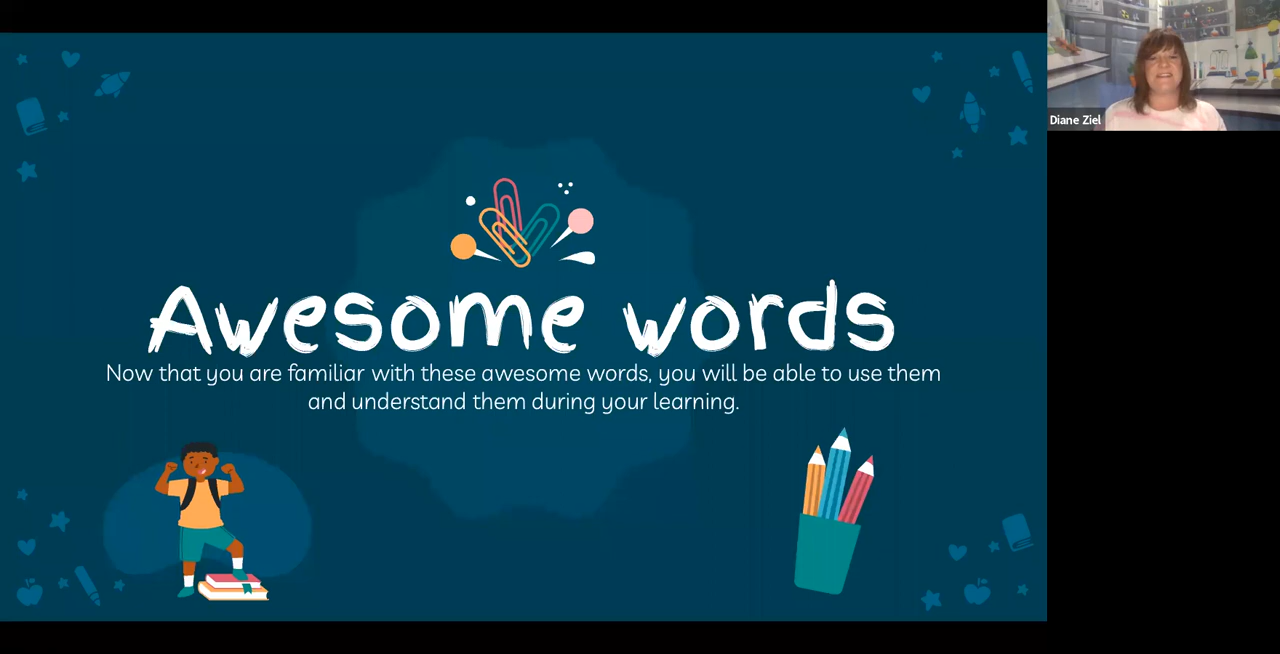 Awesome words
Now that you are familiar with these awesome words, you will be able to use them
and understand them during your learning.
Diane Ziel